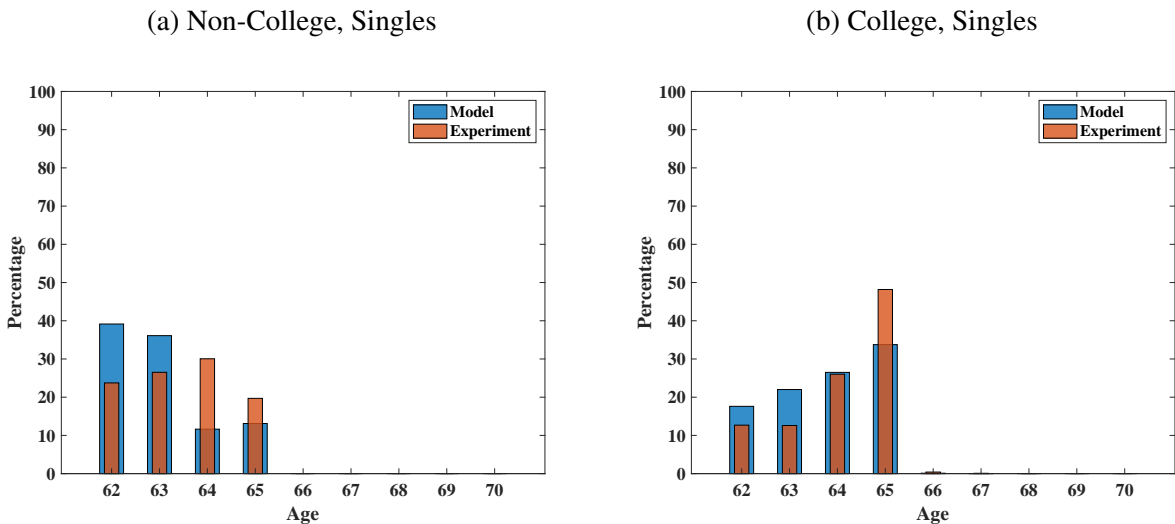 (a) Non-College, Singles
100
90
80
70
60
50
40
30
20
10
0
Percentage
Model
Experiment
62 63 64 65 66 67 68 69 70
Age
(b) College, Singles
100
90
80
70
60
50
40
30
20
10
0
Percentage
Model
Experiment
62 63 64 65 66 67 68 69 70
Age